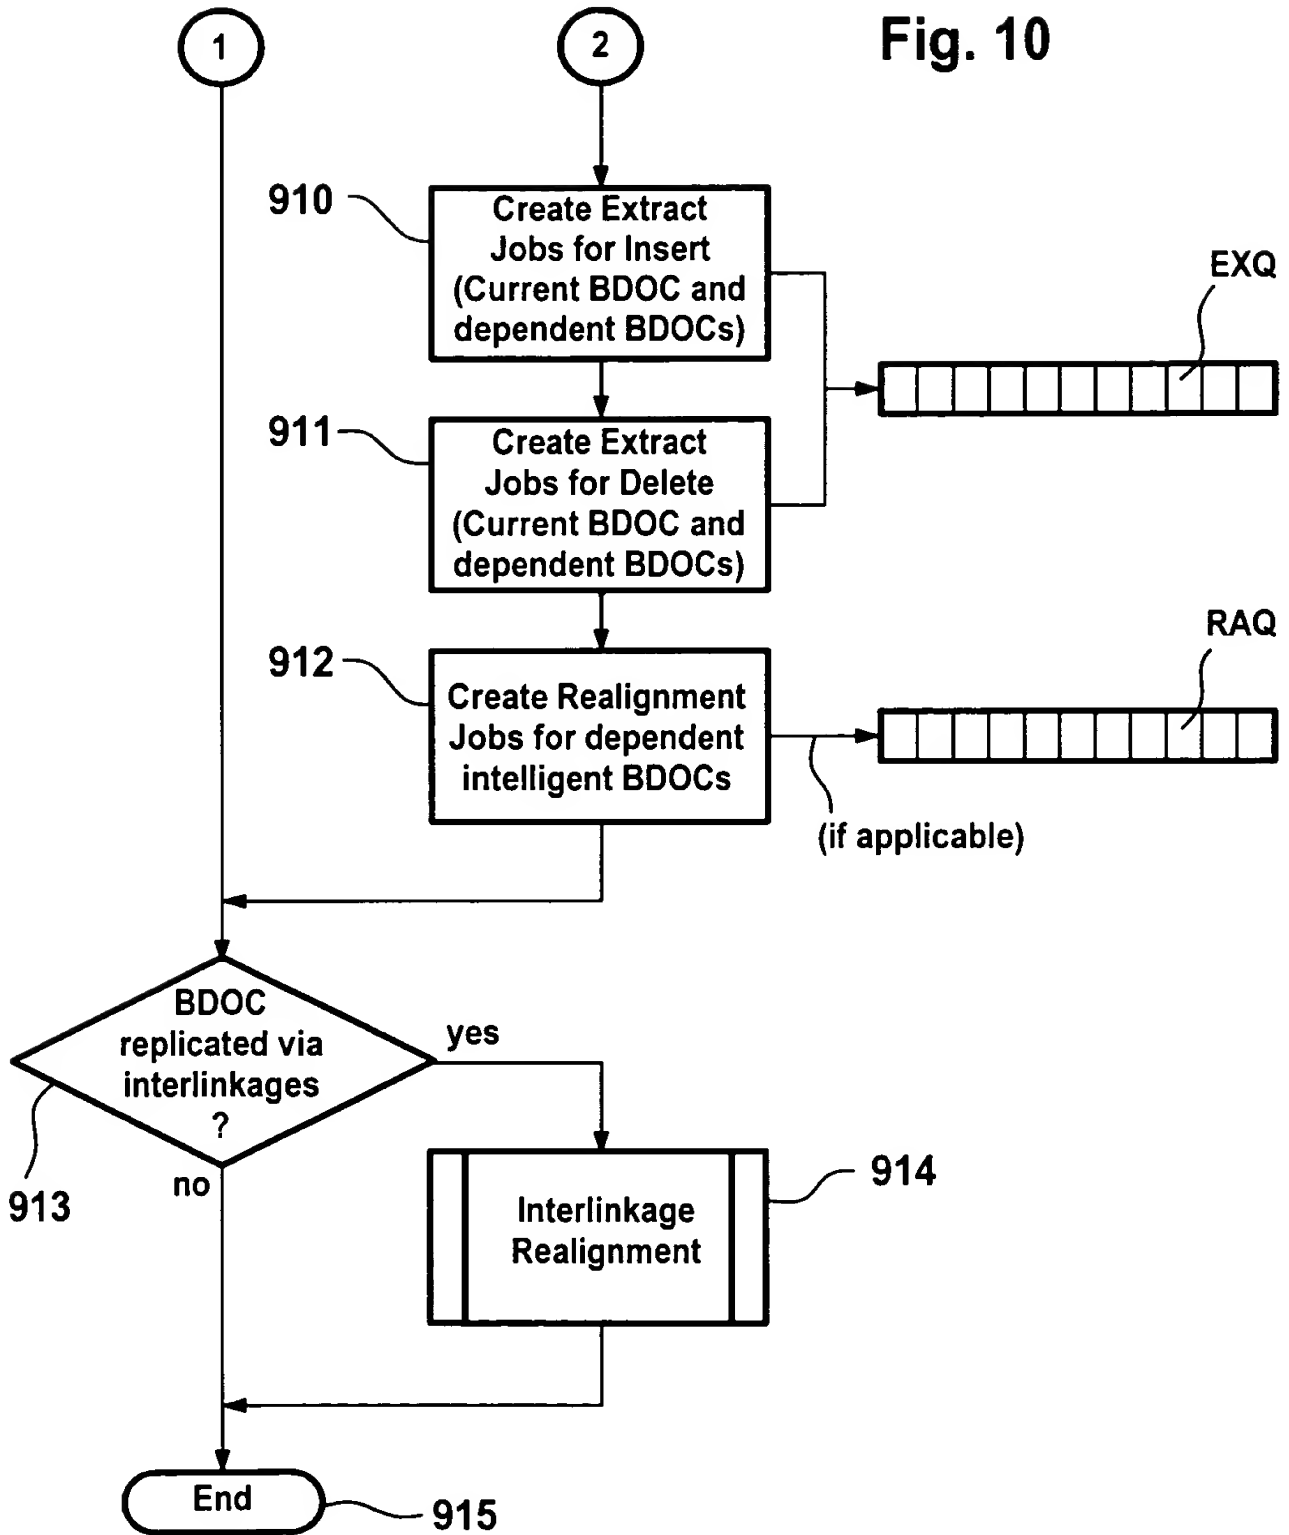 1
2
Fig. 10
910
Create Extract
Jobs for Insert
(Current BDOC and
dependent BDOCs)
EXQ
911
Create Extract
Jobs for Delete
(Current BDOC and
dependent BDOCs)
RAQ
912
Create Realignment
Jobs for dependent
intelligent BDOCs
(if applicable)
BDOC
replicated via
interlinkages
?
yes
913
no
914
Interlinkage
Realignment
End
915